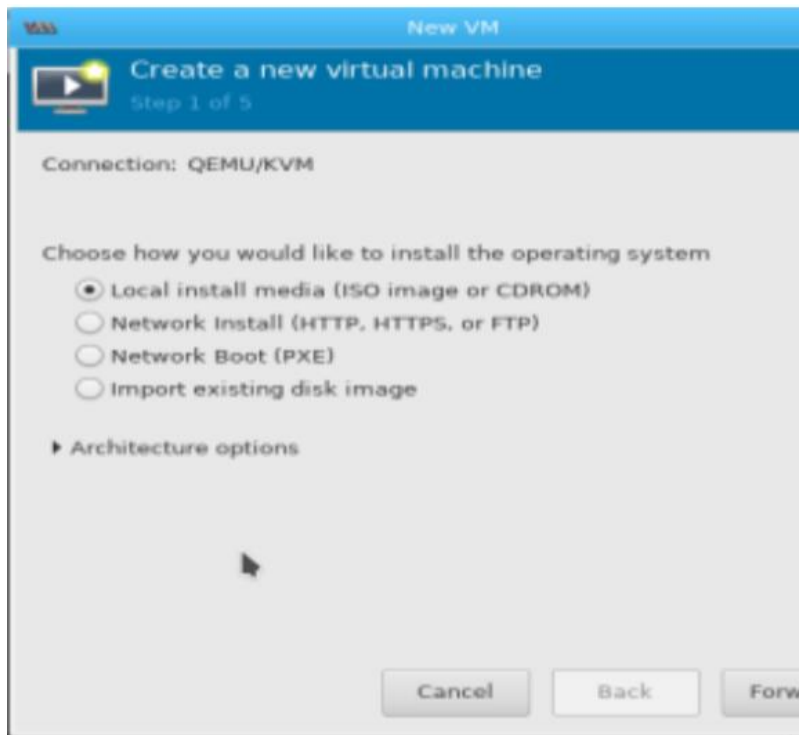 New VM
Create a new virtual machine
Step 1 of 5
Connection: QEMU/KVM
Choose how you would like to install the operating system
Local install media (ISO image or CDROM)
Network Install (HTTP, HTTPS, or FTP)
Network Boot (PXE)
Import existing disk image
Architecture options
Cancel Back Forw